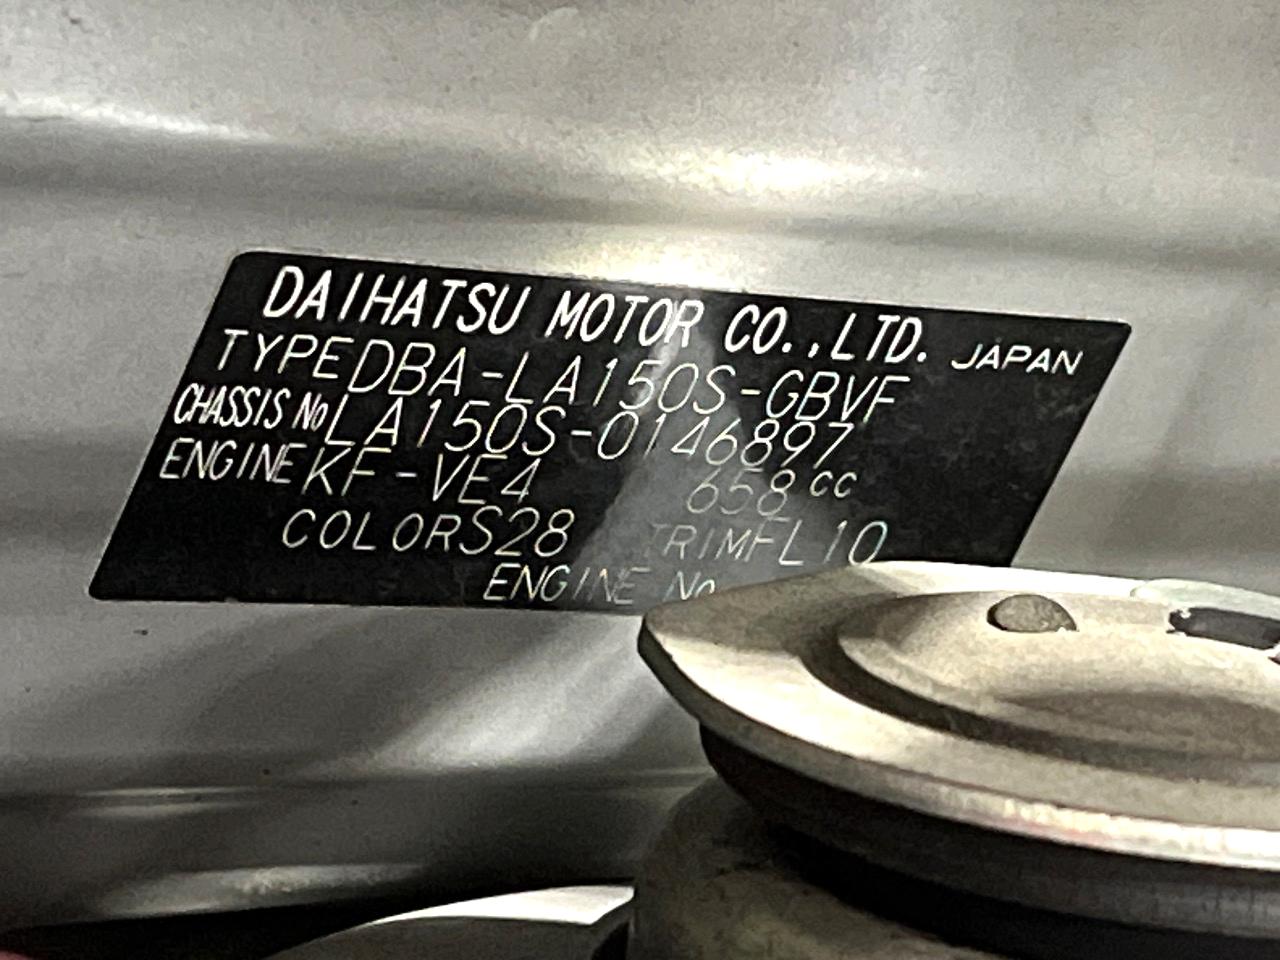 DAIHATSU MOTOR CO.,LTD. JAPAN
TYPE DBA-LA150S-GBVF
CHASSIS No LA150S-0146897
ENGINE KF-VE4 658cc
COLOR S28 TRIM FL10
ENGINE No